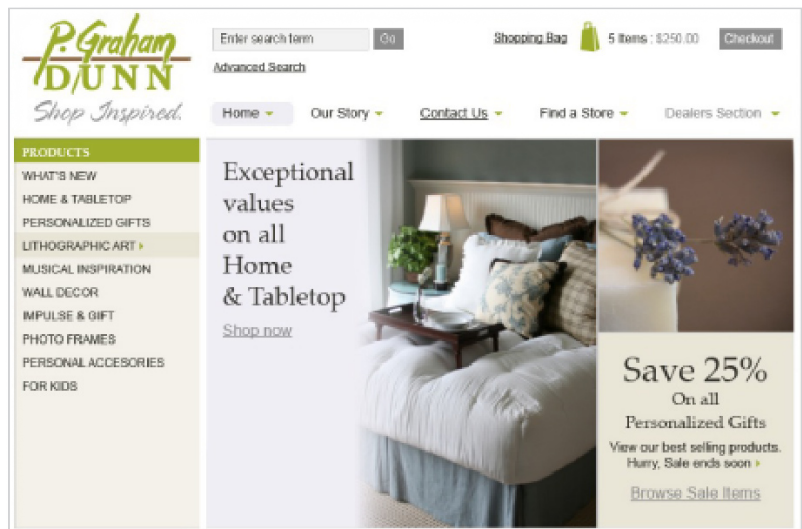 P. Graham
DUNN
Shop Inspired.
Enter search term
Go
Shopping Bag
5 Items : $250.00
Checkout
Advanced Search
Home
Our Story
Contact Us
Find a Store
Dealers Section
PRODUCTS
WHAT'S NEW
HOME & TABLETOP
PERSONALIZED GIFTS
LITHOGRAPHIC ART
MUSICAL INSPIRATION
WALL DECOR
IMPULSE & GIFT
PHOTO FRAMES
PERSONAL ACCESORIES
FOR KIDS
Exceptional
values
on all
Home
& Tabletop
Shop now
Save 25%
On all
Personalized Gifts
View our best selling products.
Hurry, Sale ends soon
Browse Sale Items